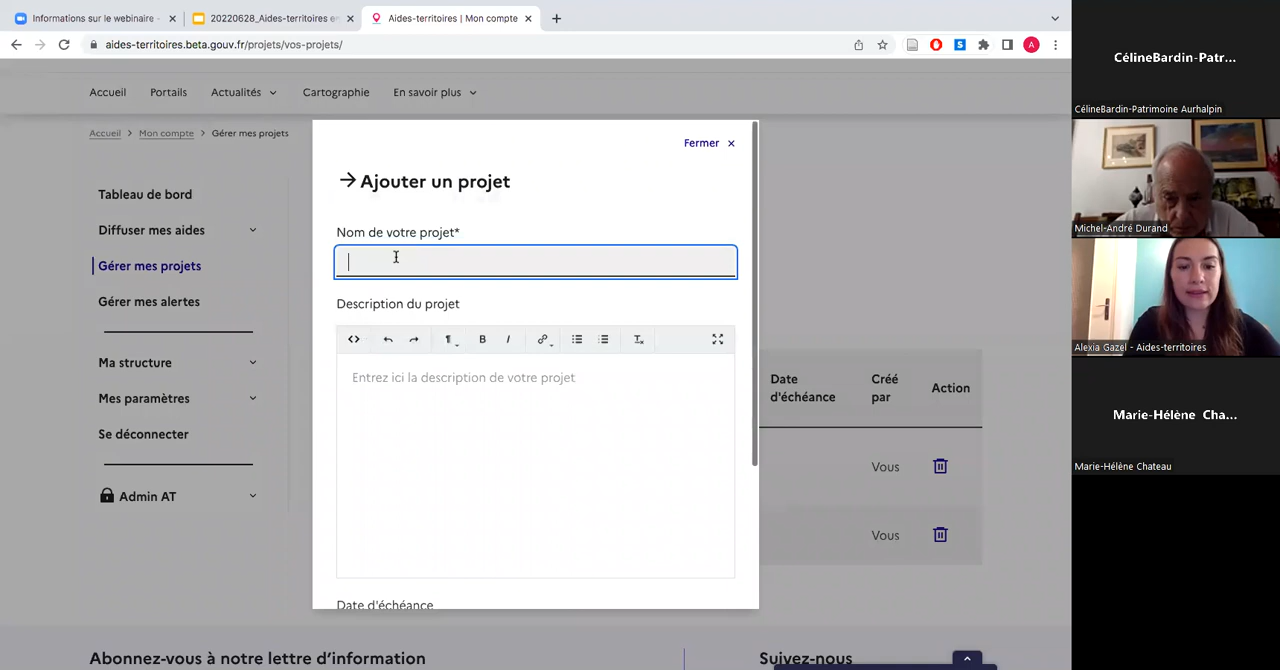 Informations sur le webinaire -
20220628_Aides-territoires en
Aides-territoires | Mon compte
aides-territoires.beta.gouv.fr/projets/vos-projets/
A
Accueil
Portails
Actualités
Cartographie
En savoir plus
Accueil > Mon compte > Gérer mes projets
Tableau de bord
Diffuser mes aides
Gérer mes projets
Gérer mes alertes
Ma structure
Mes paramètres
Se déconnecter
Admin AT
Fermer ×
→ Ajouter un projet
Nom de votre projet*
Description du projet
Entrez ici la description de votre projet
Date d'échéance
Date
d'échéance
Créé
par
Action
Vous
Vous
Abonnez-vous à notre lettre d’information
Suivez-nous
CélineBardin-Patr...
CélineBardin-Patrimoine Aurhalpin
Michel-André Durand
Alexia Gazel - Aides-territoires
Marie-Hélène Cha...
Marie-Hélène Chateau